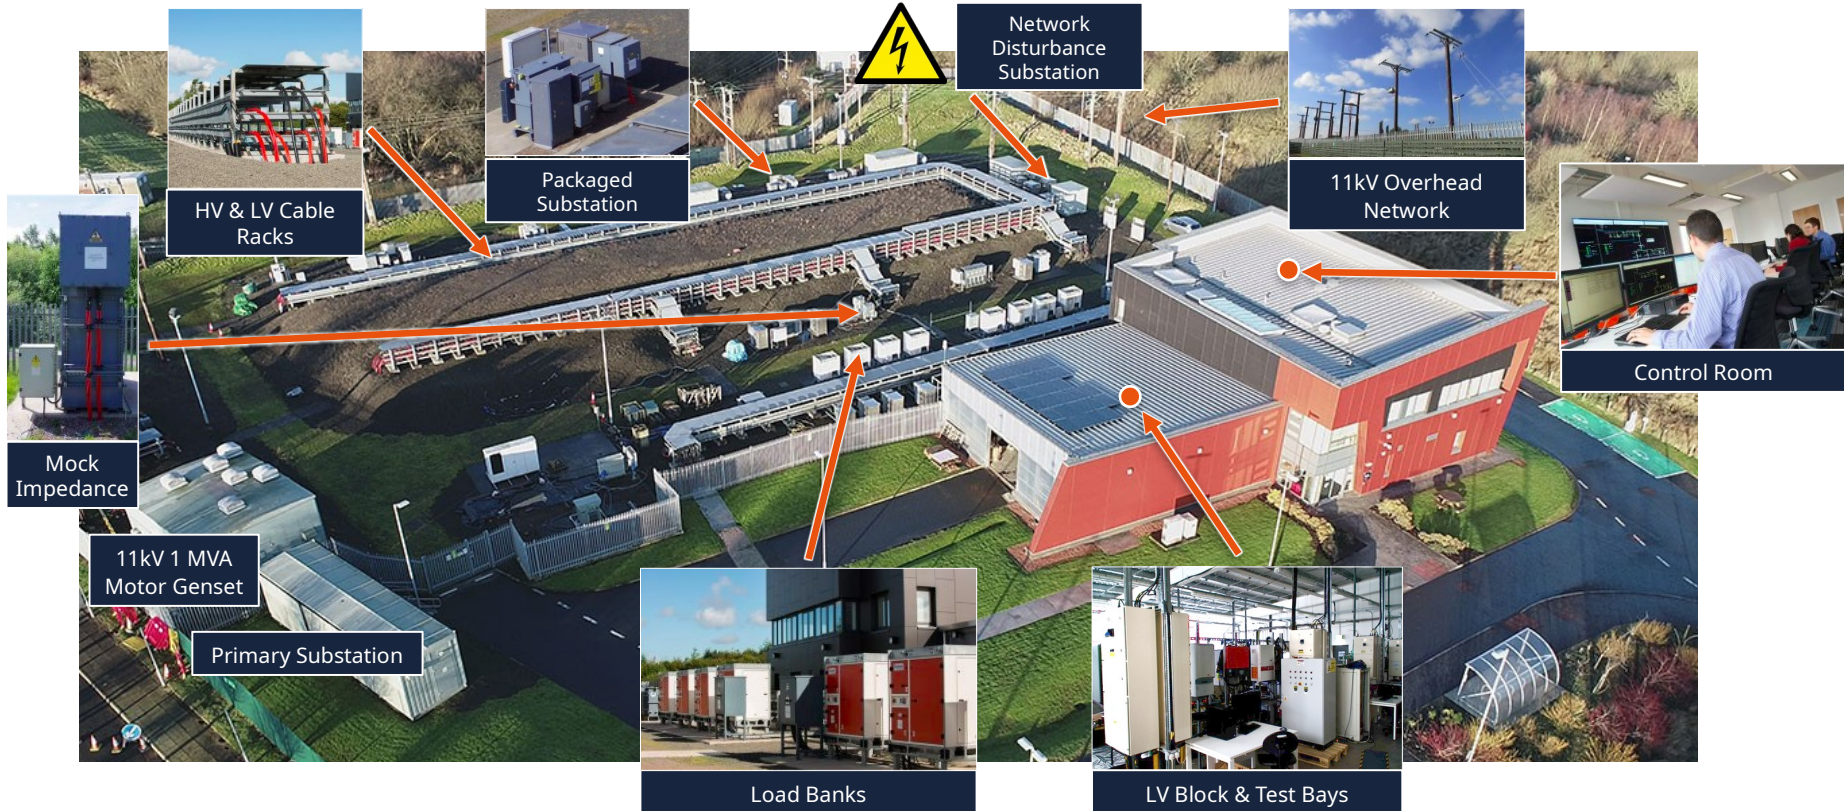 Network
Disturbance
Substation
Packaged
Substation
11kV Overhead
Network
HV & LV Cable
Racks
Control Room
Mock
Impedance
11kV 1 MVA
Motor Genset
Primary Substation
Load Banks
LV Block & Test Bays